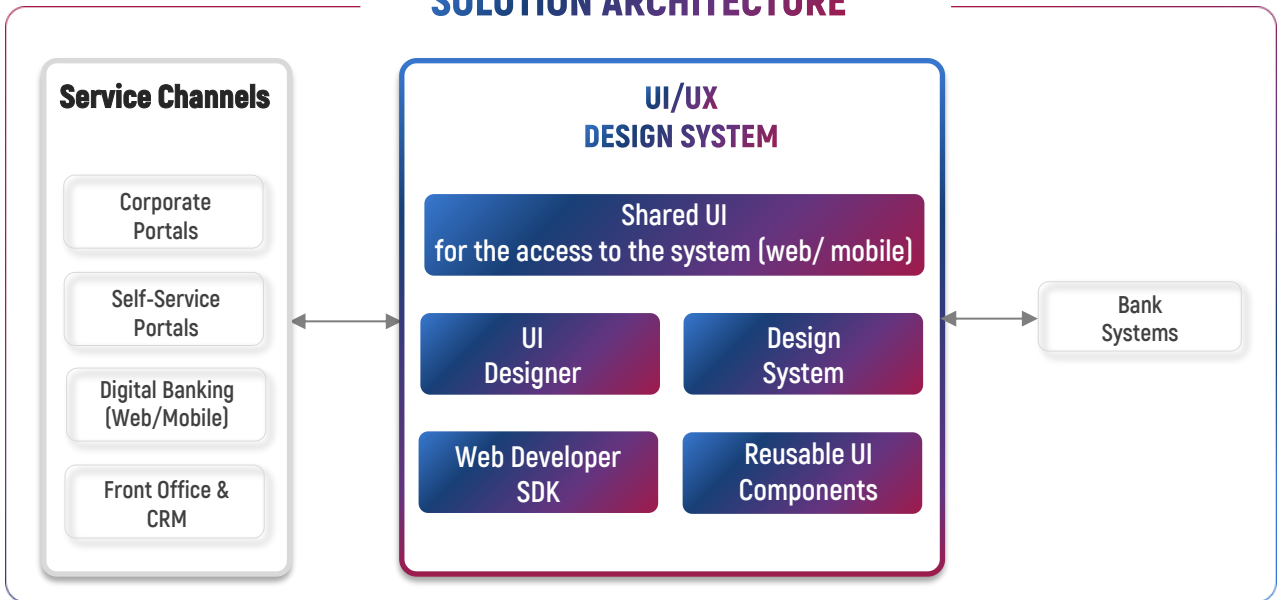 SOLUTION ARCHITECTURE
Service Channels
Corporate
Portals
Self-Service
Portals
Digital Banking
(Web/Mobile)
Front Office &
CRM
UI/UX
DESIGN SYSTEM
Shared UI
for the access to the system (web/ mobile)
UI
Designer
Design
System
Web Developer
SDK
Reusable UI
Components
Bank
Systems